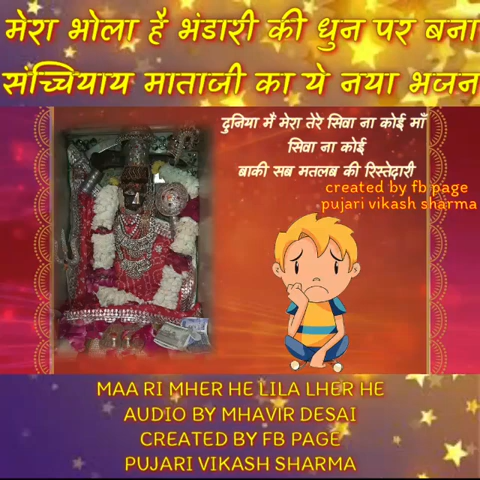 मेरा भोला है भंडारी की धुन पर बना
संच्चियाय माताजी का ये नया भजन
दुनिया मैं मेरा तेरे सिवा ना कोई माँ
सिवा ना कोई
बाकी सब मतलब की रिस्तेदारी
created by fb page
pujari vikash sharma
MAA RI MHER HE LILA LHER HE
AUDIO BY MHAVIR DESAI
CREATED BY FB PAGE
PUJARI VIKASH SHARMA